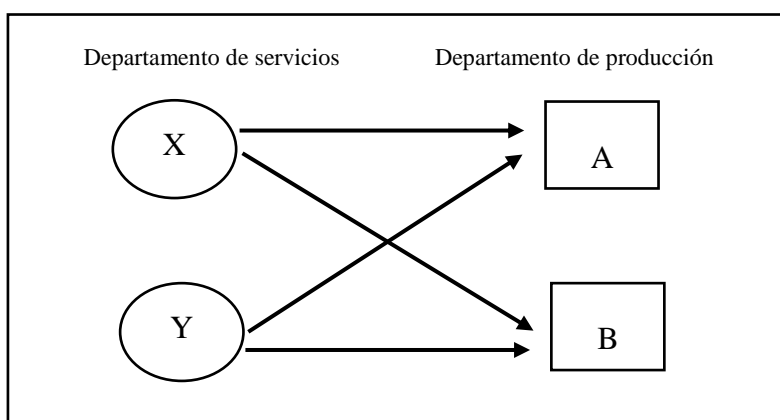 Departamento de servicios
Departamento de producción
X
A
Y
B